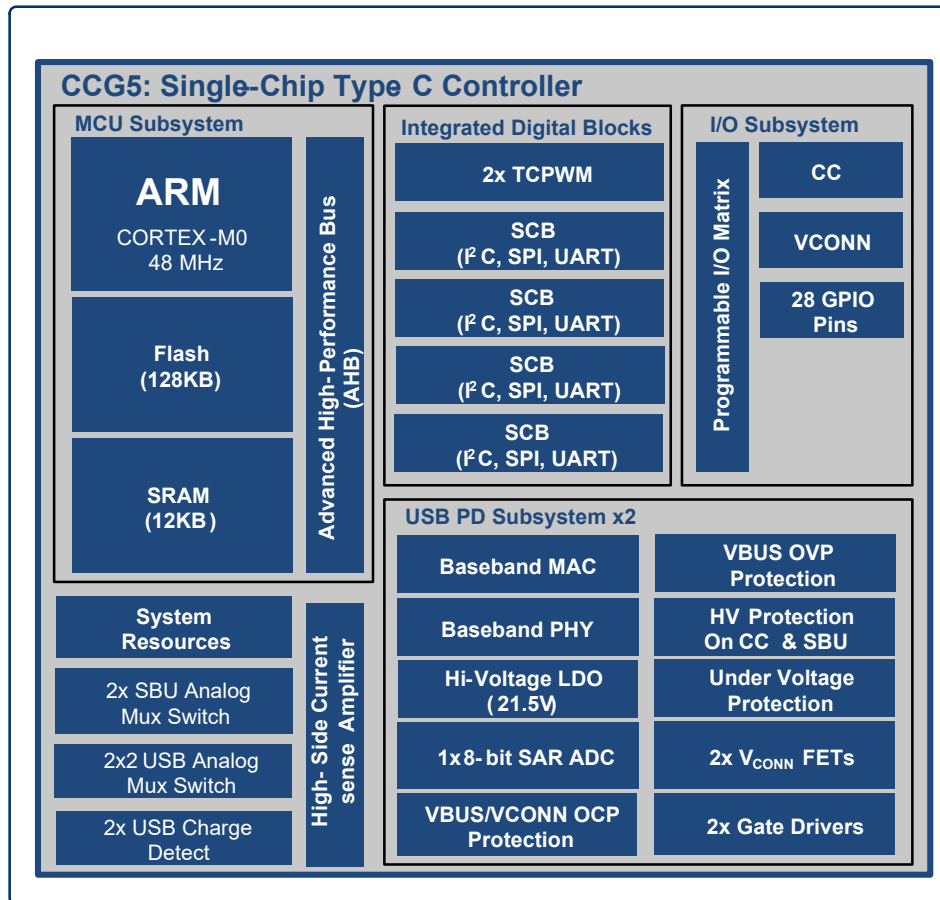 CCG5: Single-Chip Type C Controller
MCU Subsystem
ARM
CORTEX-M0
48 MHz
Flash
(128KB)
SRAM
(12KB)
Advanced High-Performance Bus
(AHB)
Integrated Digital Blocks
2x TCPWM
SCB
(I²C, SPI, UART)
SCB
(I²C, SPI, UART)
SCB
(I²C, SPI, UART)
SCB
(I²C, SPI, UART)
I/O Subsystem
Programmable I/O Matrix
CC
VCONN
28 GPIO
Pins
System
Resources
2x SBU Analog
Mux Switch
2x2 USB Analog
Mux Switch
2x USB Charge
Detect
High-Side Current
sense Amplifier
USB PD Subsystem x2
Baseband MAC
Baseband PHY
Hi-Voltage LDO
(21.5V)
1x8-bit SAR ADC
VBUS/VCONN OCP
Protection
VBUS OVP
Protection
HV Protection
On CC & SBU
Under Voltage
Protection
2x VCONN FETs
2x Gate Drivers